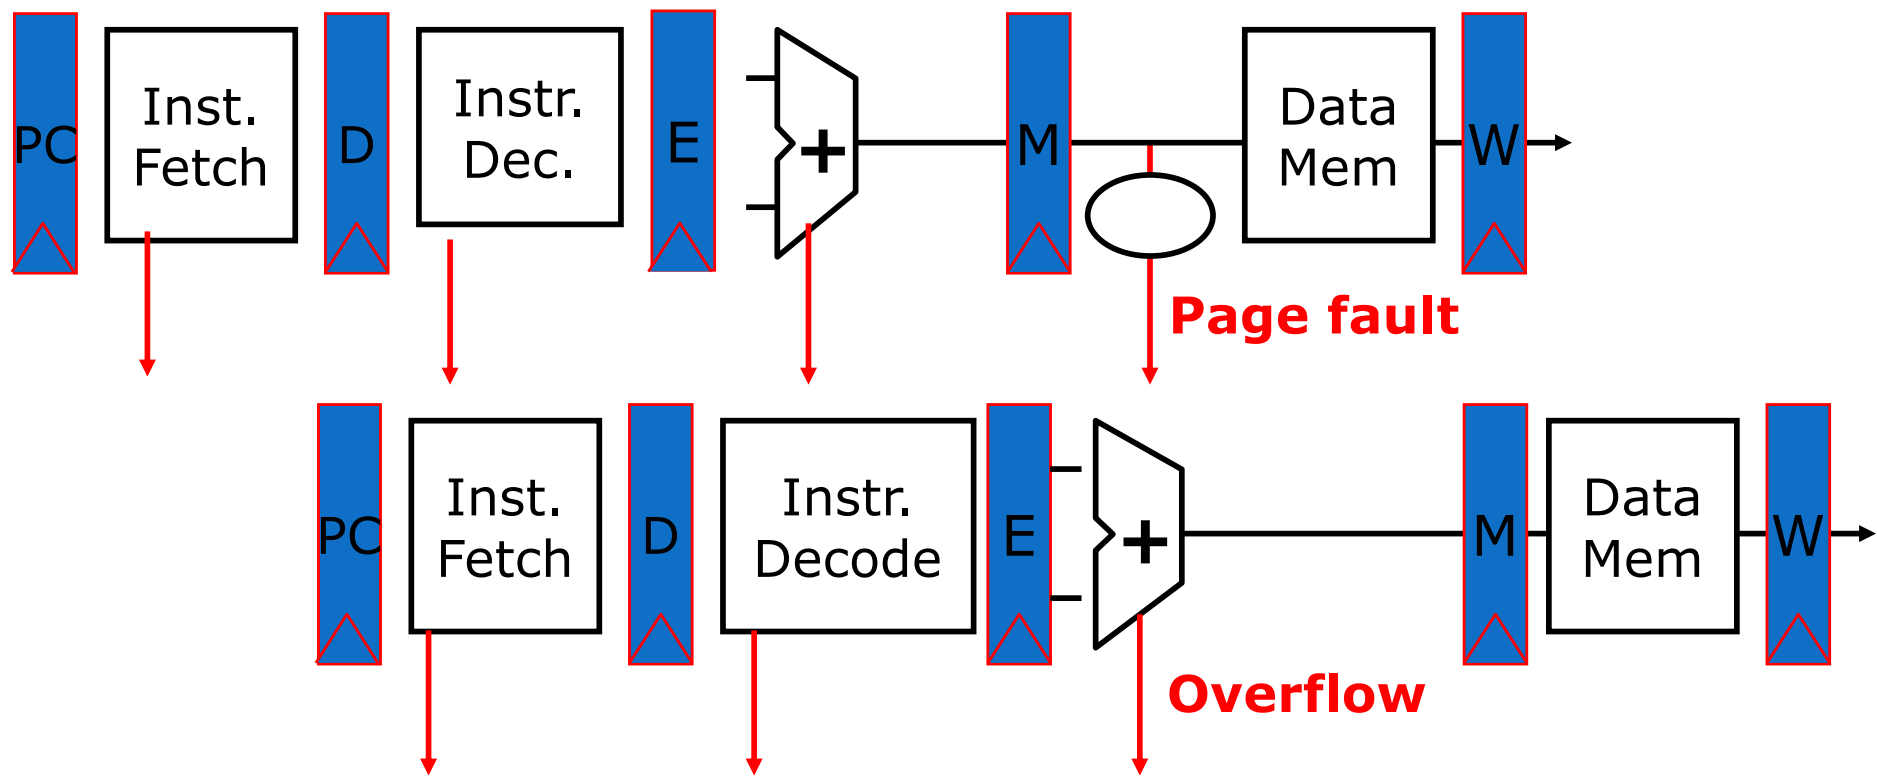 PC
Inst.
Fetch
D
Instr.
Dec.
E
+
M
Data
Mem
W
Page fault
PC
Inst.
Fetch
D
Instr.
Decode
E
+
M
Data
Mem
W
Overflow